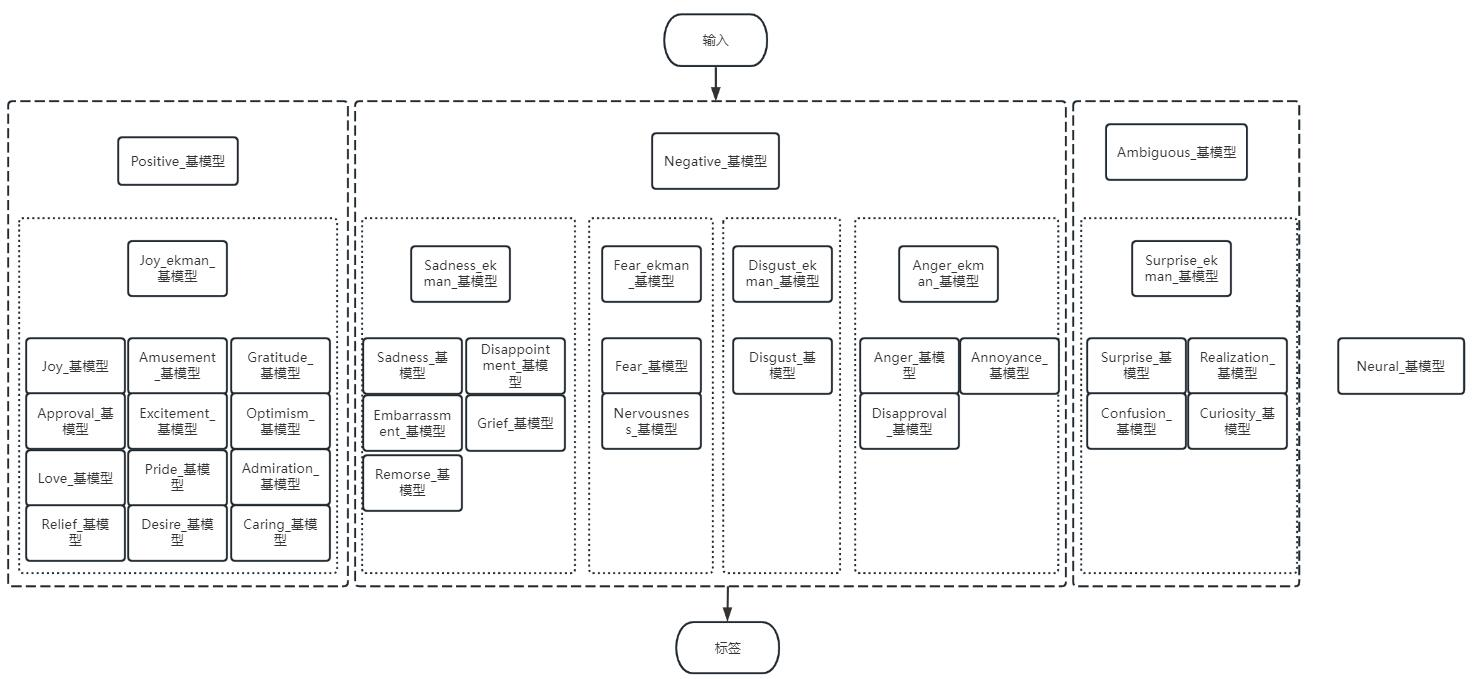 输入
Positive_基模型
Negative_基模型
Ambiguous_基模型
Joy_ekman_
基模型
Sadness_ek
man_基模型
Fear_ekman
_基模型
Disgust_ek
man_基模型
Anger_ekm
an_基模型
Surprise_ek
man_基模型
Joy_基模型
Amusement
_基模型
Gratitude_
基模型
Sadness_基
模型
Disappoint
ment_基模
型
Fear_基模型
Disgust_基
模型
Anger_基模
型
Annoyance_
基模型
Surprise_基
模型
Realization_
基模型
Neural_基模型
Approval_基
模型
Excitement_
基模型
Optimism_
基模型
Embarrassm
ent_基模型
Grief_基模型
Nervousnes
s_基模型
Disapproval
_基模型
Confusion_
基模型
Curiosity_基
模型
Love_基模型
Pride_基模
型
Admiration_
基模型
Remorse_基
模型
Relief_基模
型
Desire_基模
型
Caring_基模
型
标签